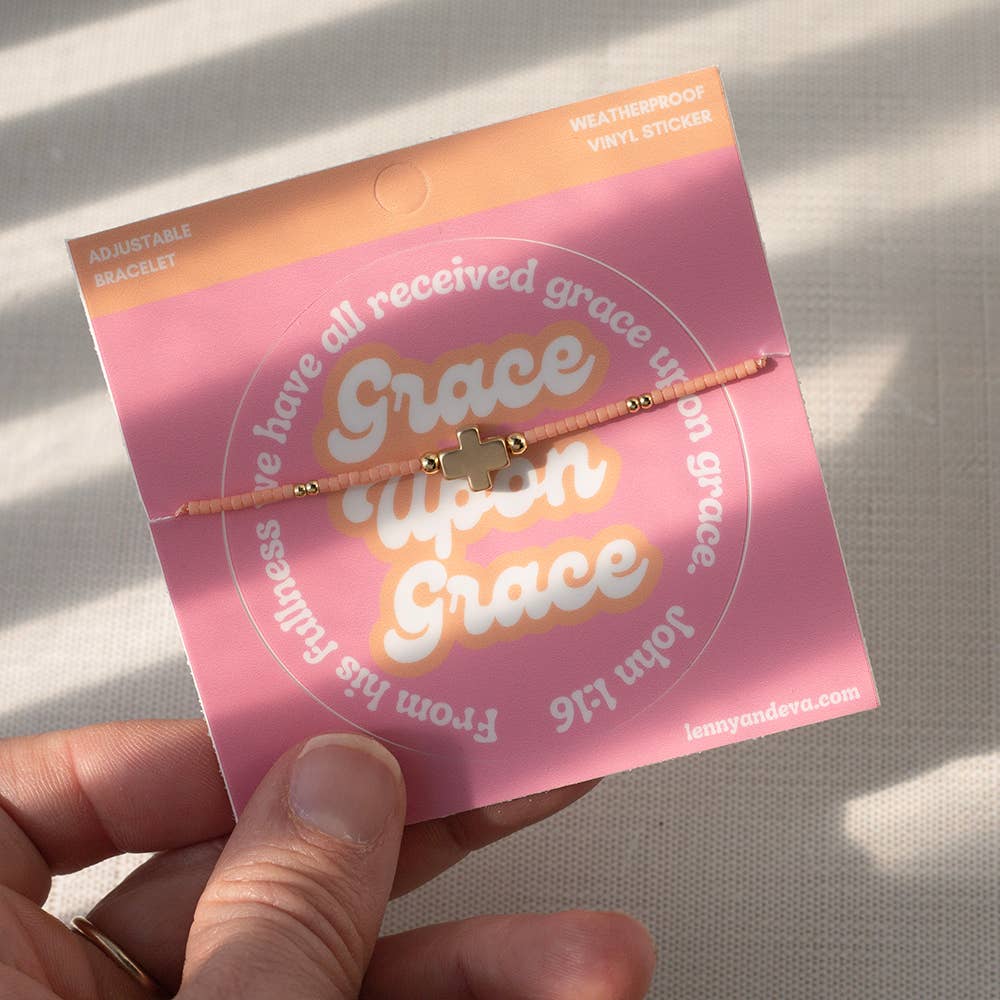 ADJUSTABLE
BRACELET
WEATHERPROOF
VINYL STICKER
From his fullness we have all received grace upon grace.
John 1:16
Grace
Upon
Grace
lennyandeva.com